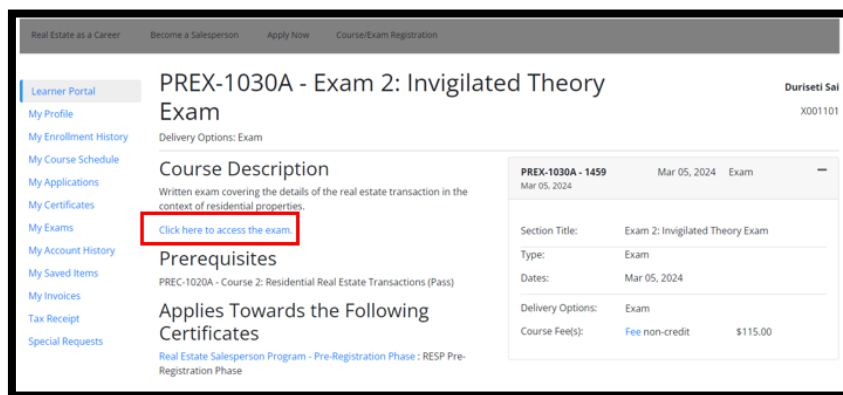 Real Estate as a Career Become a Salesperson Apply Now Course/Exam Registration
Learner Portal
My Profile
My Enrollment History
My Course Schedule
My Applications
My Certificates
My Exams
My Account History
My Saved Items
My Invoices
Tax Receipt
Special Requests
PREX-1030A - Exam 2: Invigilated Theory
Exam
Delivery Options: Exam
Duriseti Sai
X001101
Course Description
Written exam covering the details of the real estate transaction in the
context of residential properties.
Click here to access the exam.
Prerequisites
PREC-1020A - Course 2: Residential Real Estate Transactions (Pass)
Applies Towards the Following
Certificates
Real Estate Salesperson Program - Pre-Registration Phase : RESP Pre-
Registration Phase
PREX-1030A - 1459 Mar 05, 2024 Exam
Mar 05, 2024
Section Title: Exam 2: Invigilated Theory Exam
Type: Exam
Dates: Mar 05, 2024
Delivery Options: Exam
Course Fee(s): Fee non-credit $115.00